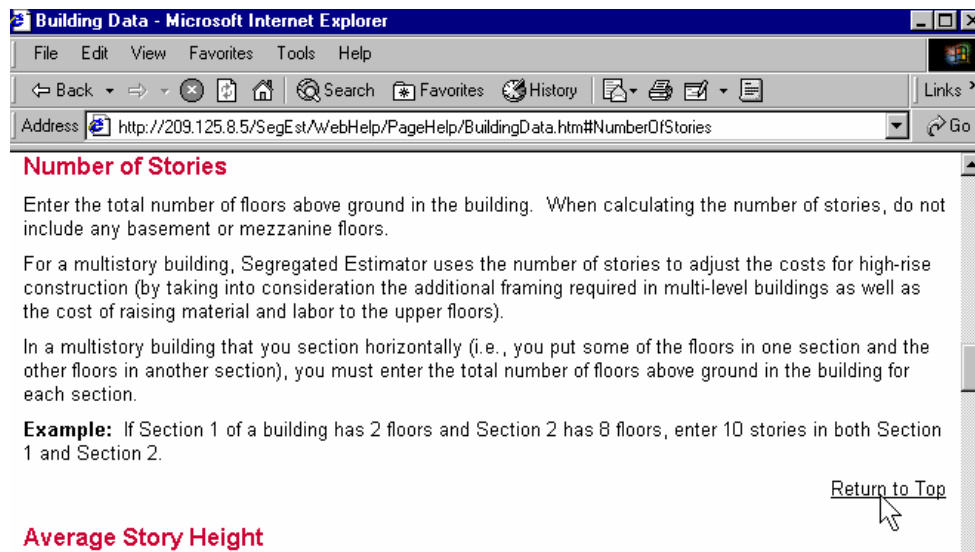 Building Data - Microsoft Internet Explorer
File Edit View Favorites Tools Help
Back Search Favorites History Links
Address http://209.125.8.5/SegEst/WebHelp/PageHelp/BuildingData.htm#NumberOfStories Go
Number of Stories
Enter the total number of floors above ground in the building. When calculating the number of stories, do not
include any basement or mezzanine floors.
For a multistory building, Segregated Estimator uses the number of stories to adjust the costs for high-rise
construction (by taking into consideration the additional framing required in multi-level buildings as well as
the cost of raising material and labor to the upper floors).
In a multistory building that you section horizontally (i.e., you put some of the floors in one section and the
other floors in another section), you must enter the total number of floors above ground in the building for
each section.
Example: If Section 1 of a building has 2 floors and Section 2 has 8 floors, enter 10 stories in both Section
1 and Section 2.
Return to Top
Average Story Height